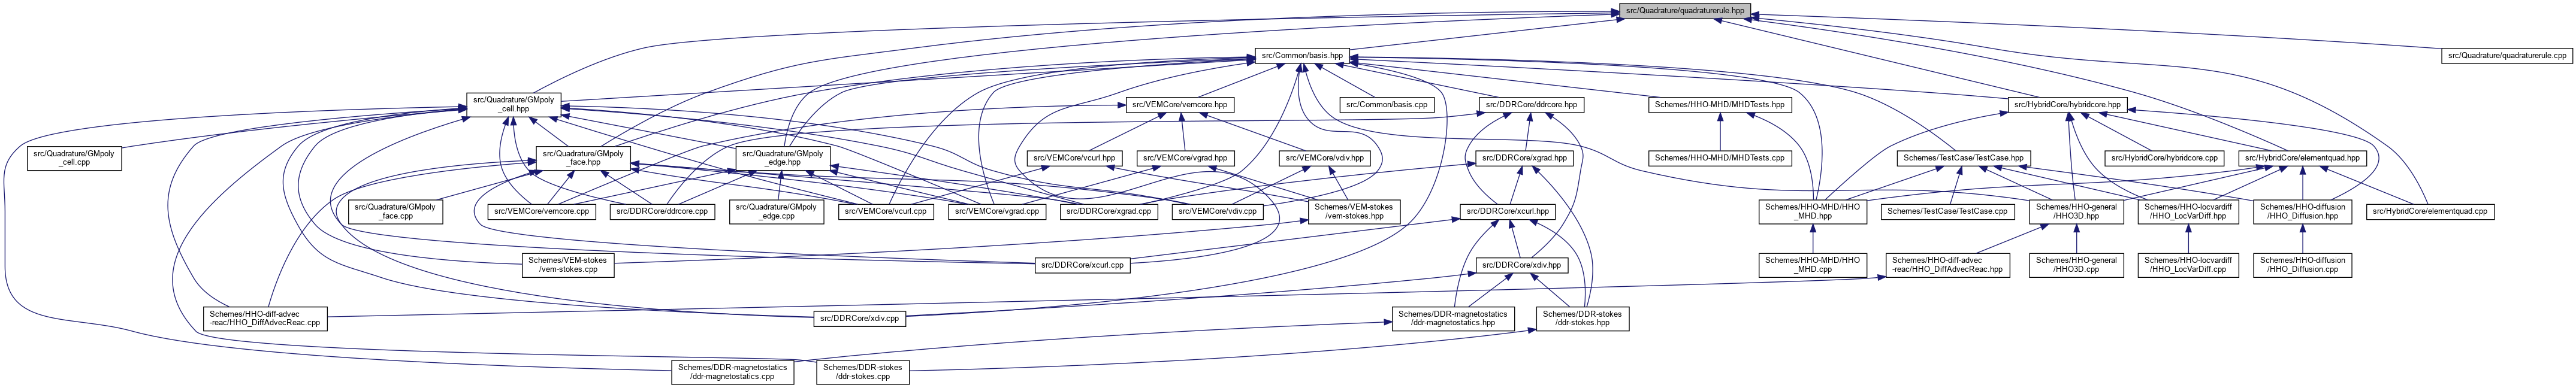 src/Quadrature/quadraturerule.hpp
src/Common/basis.hpp
src/Quadrature/quadraturerule.cpp
src/Quadrature/GMpoly
_cell.hpp
src/VEMCore/vemcore.hpp
src/Common/basis.cpp
src/DDRCore/ddrcore.hpp
Schemes/HHO-MHD/MHDTests.hpp
src/HybridCore/hybridcore.hpp
src/Quadrature/GMpoly
_cell.cpp
src/Quadrature/GMpoly
_face.hpp
src/Quadrature/GMpoly
_edge.hpp
src/VEMCore/vcurl.hpp
src/VEMCore/vgrad.hpp
src/VEMCore/vdiv.hpp
src/DDRCore/xgrad.hpp
Schemes/HHO-MHD/MHDTests.cpp
Schemes/TestCase/TestCase.hpp
src/HybridCore/hybridcore.cpp
src/HybridCore/elementquad.hpp
src/Quadrature/GMpoly
_face.cpp
src/VEMCore/vemcore.cpp
src/DDRCore/ddrcore.cpp
src/Quadrature/GMpoly
_edge.cpp
src/VEMCore/vcurl.cpp
src/VEMCore/vgrad.cpp
src/DDRCore/xgrad.cpp
src/VEMCore/vdiv.cpp
Schemes/VEM-stokes
/vem-stokes.hpp
src/DDRCore/xcurl.hpp
Schemes/HHO-MHD/HHO
_MHD.hpp
Schemes/TestCase/TestCase.cpp
Schemes/HHO-general
/HHO3D.hpp
Schemes/HHO-locvardiff
/HHO_LocVarDiff.hpp
Schemes/HHO-diffusion
/HHO_Diffusion.hpp
src/HybridCore/elementquad.cpp
Schemes/VEM-stokes
/vem-stokes.cpp
src/DDRCore/xcurl.cpp
src/DDRCore/xdiv.hpp
Schemes/HHO-MHD/HHO
_MHD.cpp
Schemes/HHO-diff-advec
-reac/HHO_DiffAdvecReac.hpp
Schemes/HHO-general
/HHO3D.cpp
Schemes/HHO-locvardiff
/HHO_LocVarDiff.cpp
Schemes/HHO-diffusion
/HHO_Diffusion.cpp
Schemes/HHO-diff-advec
-reac/HHO_DiffAdvecReac.cpp
src/DDRCore/xdiv.cpp
Schemes/DDR-magnetostatics
/ddr-magnetostatics.hpp
Schemes/DDR-stokes
/ddr-stokes.hpp
Schemes/DDR-magnetostatics
/ddr-magnetostatics.cpp
Schemes/DDR-stokes
/ddr-stokes.cpp